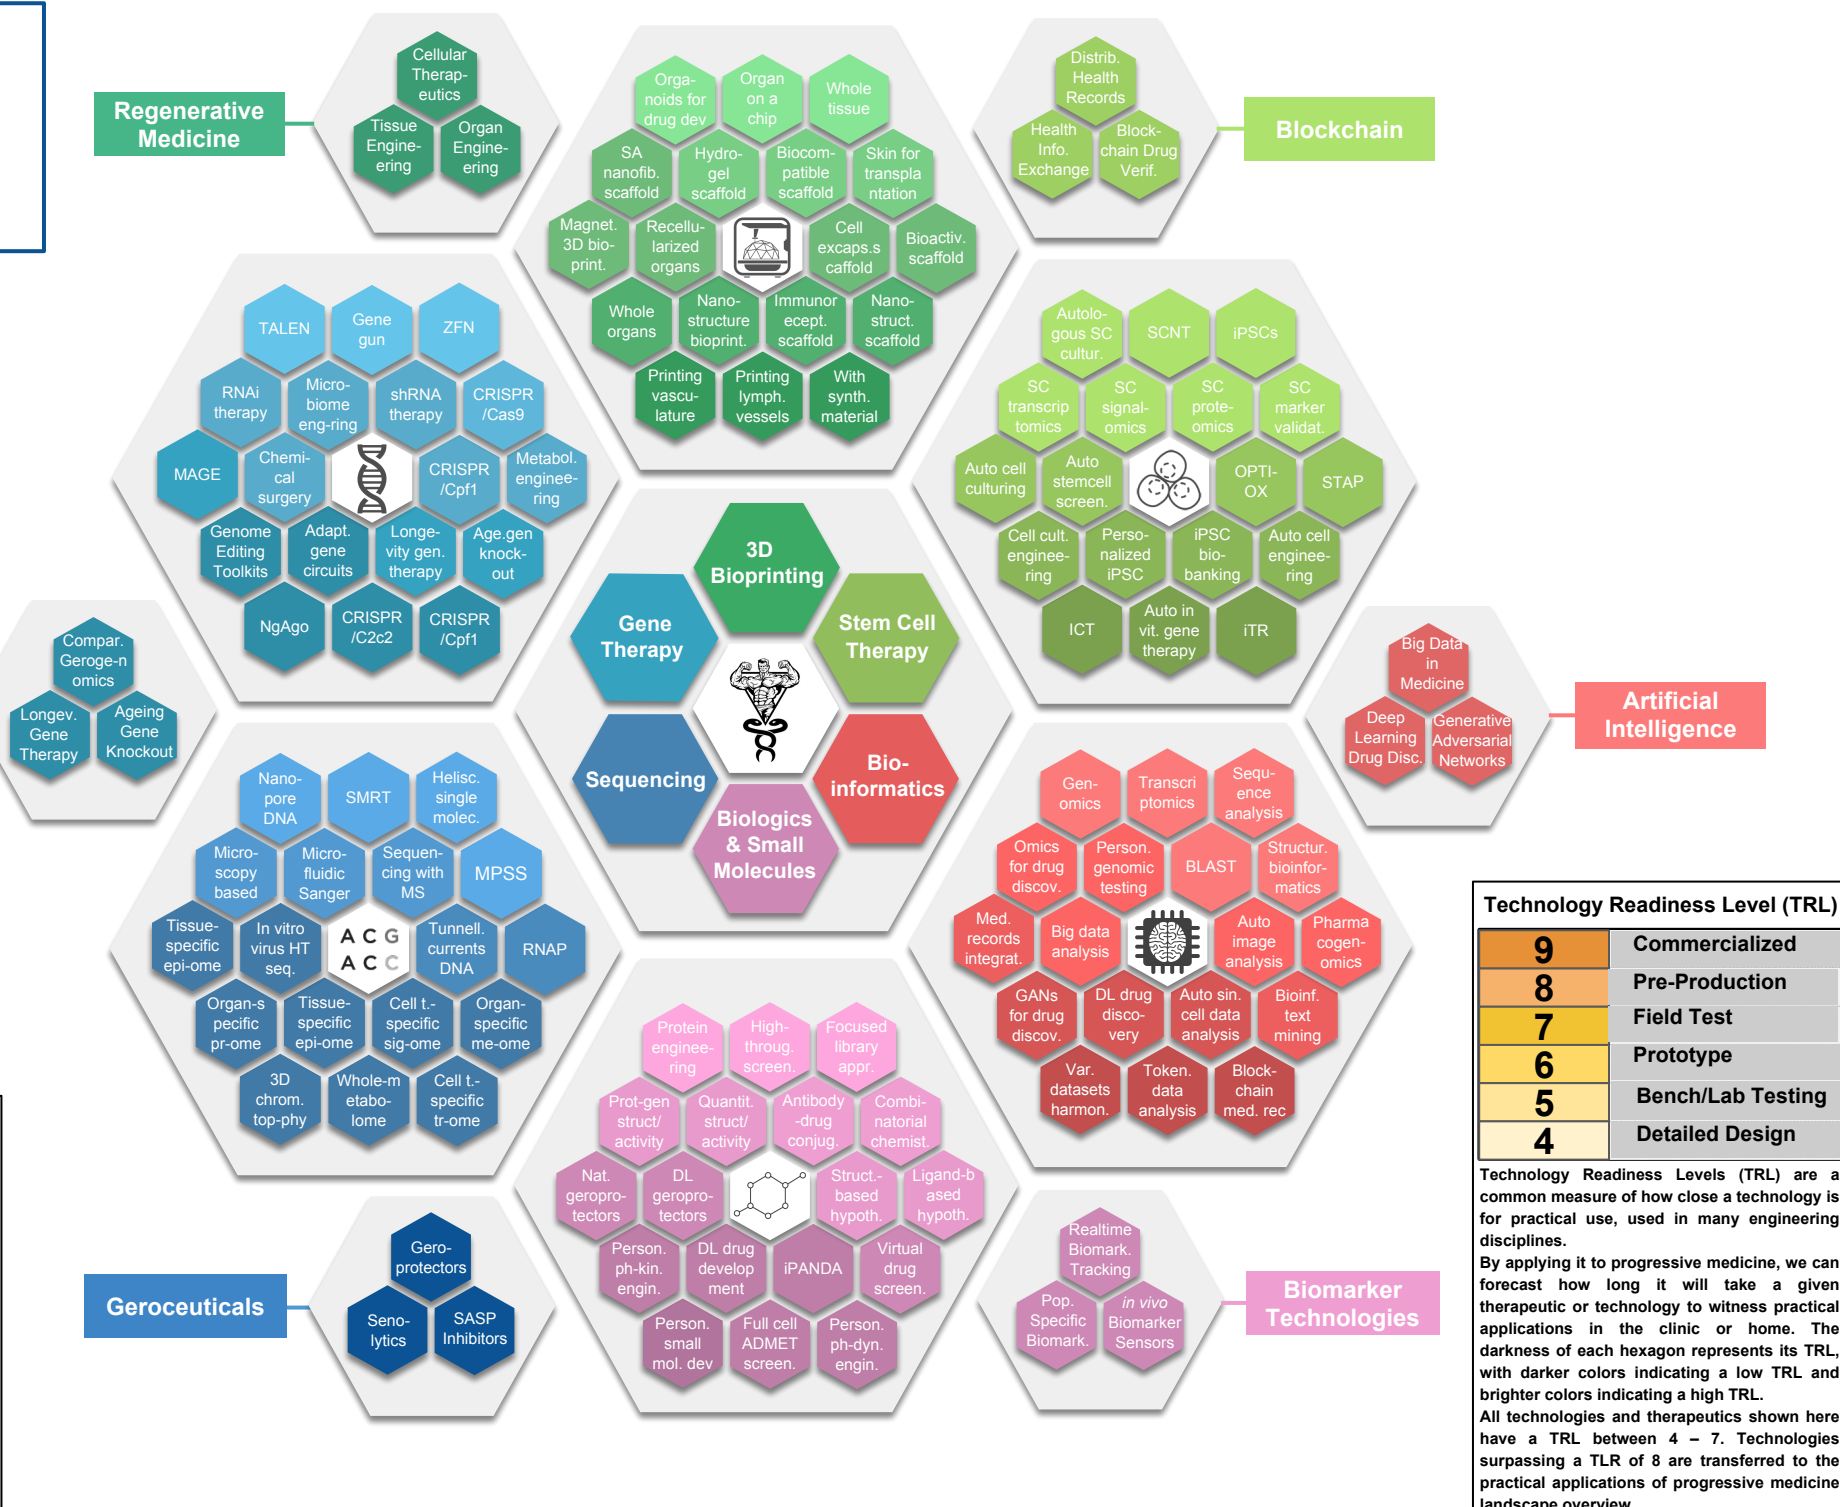 Regenerative
Medicine
Cellular
Therap-
eutics
Tissue
Engine-
ering
Organ
Engine-
ering
Orga-
noids for
drug dev
Organ
on a
chip
Whole
tissue
SA
nanofib.
scaffold
Hydro-
gel
scaffold
Biocom-
patible
scaffold
Skin for
transpla
ntation
Magnet.
3D bio-
print.
Recellu-
larized
organs
Cell
excaps.s
caffold
Bioactiv.
scaffold
Whole
organs
Nano-
structure
bioprint.
Immunor
ecept.
scaffold
Nano-
struct.
scaffold
Printing
vascu-
lature
Printing
lymph.
vessels
With
synth.
material
Distrib.
Health
Records
Health
Info.
Exchange
Block-
chain Drug
Verif.
Blockchain
TALEN
Gene
gun
ZFN
RNAi
therapy
Micro-
biome
eng-ring
shRNA
therapy
CRISPR
/Cas9
MAGE
Chemi-
cal
surgery
CRISPR
/Cpf1
Metabol.
enginee-
ring
Genome
Editing
Toolkits
Adapt.
gene
circuits
Longe-
vity gen.
therapy
Age.gen
knock-
out
NgAgo
CRISPR
/C2c2
CRISPR
/Cpf1
Autolo-
gous SC
cultur.
SCNT
iPSCs
SC
transcrip
tomics
SC
signal-
omics
SC
prote-
omics
SC
marker
validat.
Auto cell
culturing
Auto
stemcell
screen.
OPTI-
OX
STAP
Cell cult.
enginee-
ring
Perso-
nalized
iPSC
iPSC
bio-
banking
Auto cell
enginee-
ring
ICT
Auto in
vit. gene
therapy
iTR
3D
Bioprinting
Gene
Therapy
Stem Cell
Therapy
Sequencing
Bio-
informatics
Biologics
& Small
Molecules
Compar.
Geroge-n
omics
Longev.
Gene
Therapy
Ageing
Gene
Knockout
Big Data
in
Medicine
Deep
Learning
Drug Disc.
Generative
Adversarial
Networks
Artificial
Intelligence
Nano-
pore
DNA
SMRT
Helisc.
single
molec.
Micro-
scopy
based
Micro-
fluidic
Sanger
Sequen-
cing with
MS
MPSS
Tissue-
specific
epi-ome
In vitro
virus HT
seq.
A C G
A C C
Tunnell.
currents
DNA
RNAP
Organ-s
pecific
pr-ome
Tissue-
specific
epi-ome
Cell t.-
specific
sig-ome
Organ-
specific
me-ome
3D
chrom.
top-phy
Whole-m
etabo-
lome
Cell t.-
specific
tr-ome
Gen-
omics
Transcri
ptomics
Sequ-
ence
analysis
Omics
for drug
discov.
Person.
genomic
testing
BLAST
Structur.
bioinfor-
matics
Med.
records
integrat.
Big data
analysis
Auto
image
analysis
Pharma
cogen-
omics
GANs
for drug
discov.
DL drug
disco-
very
Auto sin.
cell data
analysis
Bioinf.
text
mining
Var.
datasets
harmon.
Token.
data
analysis
Block-
chain
med. rec
Protein
enginee-
ring
High-
throug.
screen.
Focused
library
appr.
Prot-gen
struct/
activity
Quantit.
struct/
activity
Antibody
-drug
conjug.
Combi-
natorial
chemist.
Nat.
geropro-
tectors
DL
geropro-
tectors
Struct.-
based
hypoth.
Ligand-b
ased
hypoth.
Person.
ph-kin.
engin.
DL drug
develop
ment
iPANDA
Virtual
drug
screen.
Person.
small
mol. dev
Full cell
ADMET
screen.
Person.
ph-dyn.
engin.
Geroceuticals
Gero-
protectors
Seno-
lytics
SASP
Inhibitors
Realtime
Biomark.
Tracking
Pop.
Specific
Biomark.
in vivo
Biomarker
Sensors
Biomarker
Technologies
Technology Readiness Level (TRL)
9 Commercialized
8 Pre-Production
7 Field Test
6 Prototype
5 Bench/Lab Testing
4 Detailed Design
Technology Readiness Levels (TRL) are a
common measure of how close a technology is
for practical use, used in many engineering
disciplines.
By applying it to progressive medicine, we can
forecast how long it will take a given
therapeutic or technology to witness practical
applications in the clinic or home. The
darkness of each hexagon represents its TRL,
with darker colors indicating a low TRL and
brighter colors indicating a high TRL.
All technologies and therapeutics shown here
have a TRL between 4 – 7. Technologies
surpassing a TLR of 8 are transferred to the
practical applications of progressive medicine
landscape overview